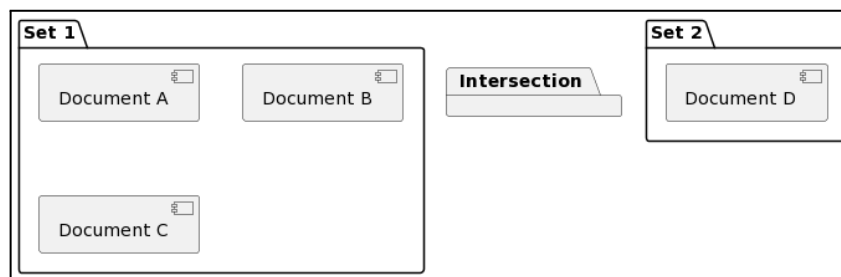 Set 1
Document A
Document B
Document C
Intersection
Set 2
Document D